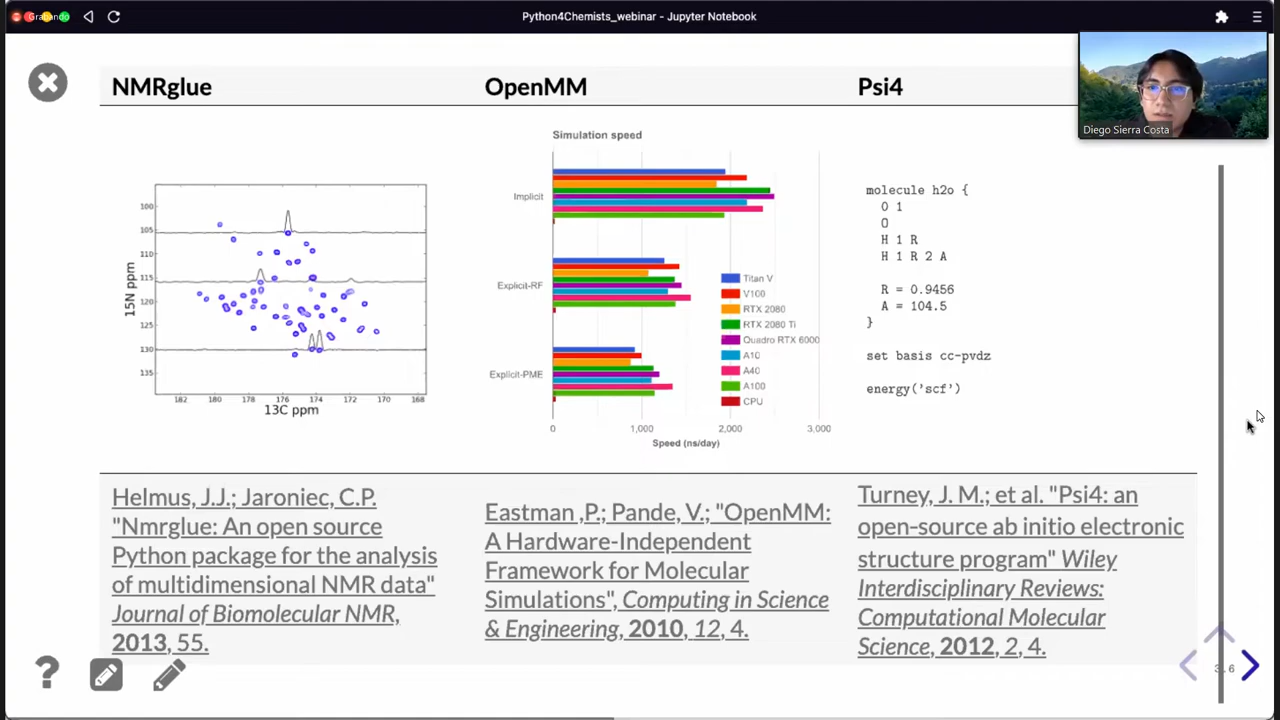 Grabando
Python4Chemists_webinar - Jupyter Notebook
Diego Sierra Costa
NMRglue
OpenMM
Psi4
15N ppm
100
105
110
115
120
125
130
135
182
180
178
176
174
172
170
168
13C ppm
Simulation speed
Implicit
Explicit-RF
Explicit-PME
Titan V
V100
RTX 2080
RTX 2080 Ti
Quadro RTX 6000
A10
A40
A100
CPU
0
1,000
2,000
3,000
Speed (ns/day)
molecule h2o {
O 1
O
H 1 R
H 1 R 2 A
R = 0.9456
A = 104.5
}
set basis cc-pvdz
energy('scf')
Helmus, J.J.; Jaroniec, C.P.
"Nmrglue: An open source
Python package for the analysis
of multidimensional NMR data"
Journal of Biomolecular NMR,
2013, 55.
Eastman ,P.; Pande, V.; "OpenMM:
A Hardware-Independent
Framework for Molecular
Simulations", Computing in Science
& Engineering, 2010, 12, 4.
Turney, J. M.; et al. "Psi4: an
open-source ab initio electronic
structure program" Wiley
Interdisciplinary Reviews:
Computational Molecular
Science, 2012, 2, 4.
?
3.6